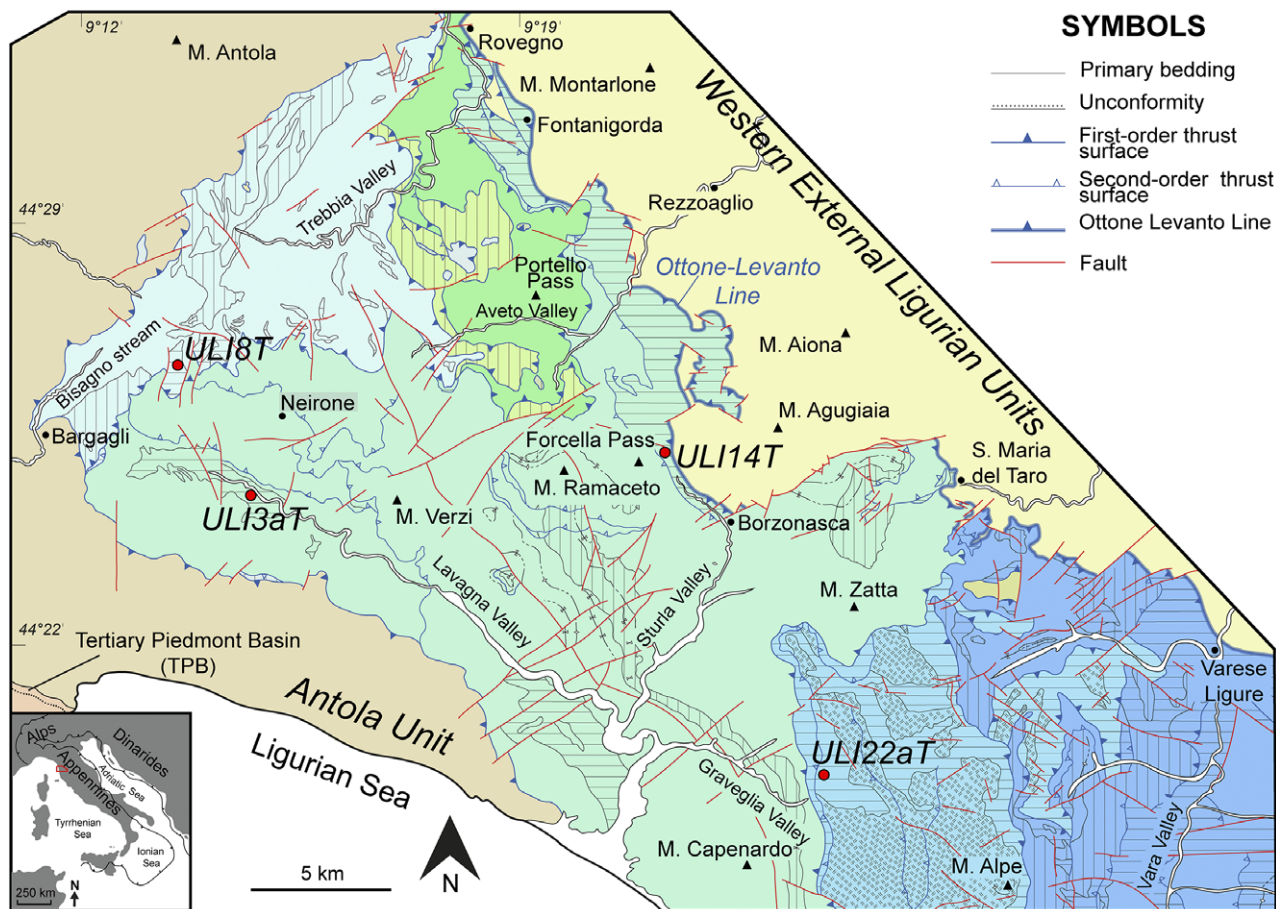 9°12'
9°19'
M. Antola
Rovegno
M. Montarlone
Fontanigorda
Western External Ligurian Units
SYMBOLS
Primary bedding
Unconformity
First-order thrust
surface
Second-order thrust
surface
Ottone Levanto Line
Fault
44°29'
Trebbia Valley
Rezzoaglio
Portello
Pass
Aveto Valley
Ottone-Levanto
Line
M. Aiona
Bisagno stream
ULI8T
Neirone
Bargagli
M. Agugiaia
Forcella Pass
ULI14T
M. Ramaceto
S. Maria
del Taro
ULI3aT
M. Verzi
Borzonasca
Lavagna Valley
Sturla Valley
M. Zatta
44°22'
Tertiary Piedmont Basin
(TPB)
Antola Unit
Ligurian Sea
Varese
Ligure
ULI22aT
Graveglia Valley
M. Capenardo
M. Alpe
Vara Valley
5 km
N
Alps
Dinarides
Appennines
Adriatic Sea
Tyrrhenian
Sea
Ionian
Sea
250 km
N